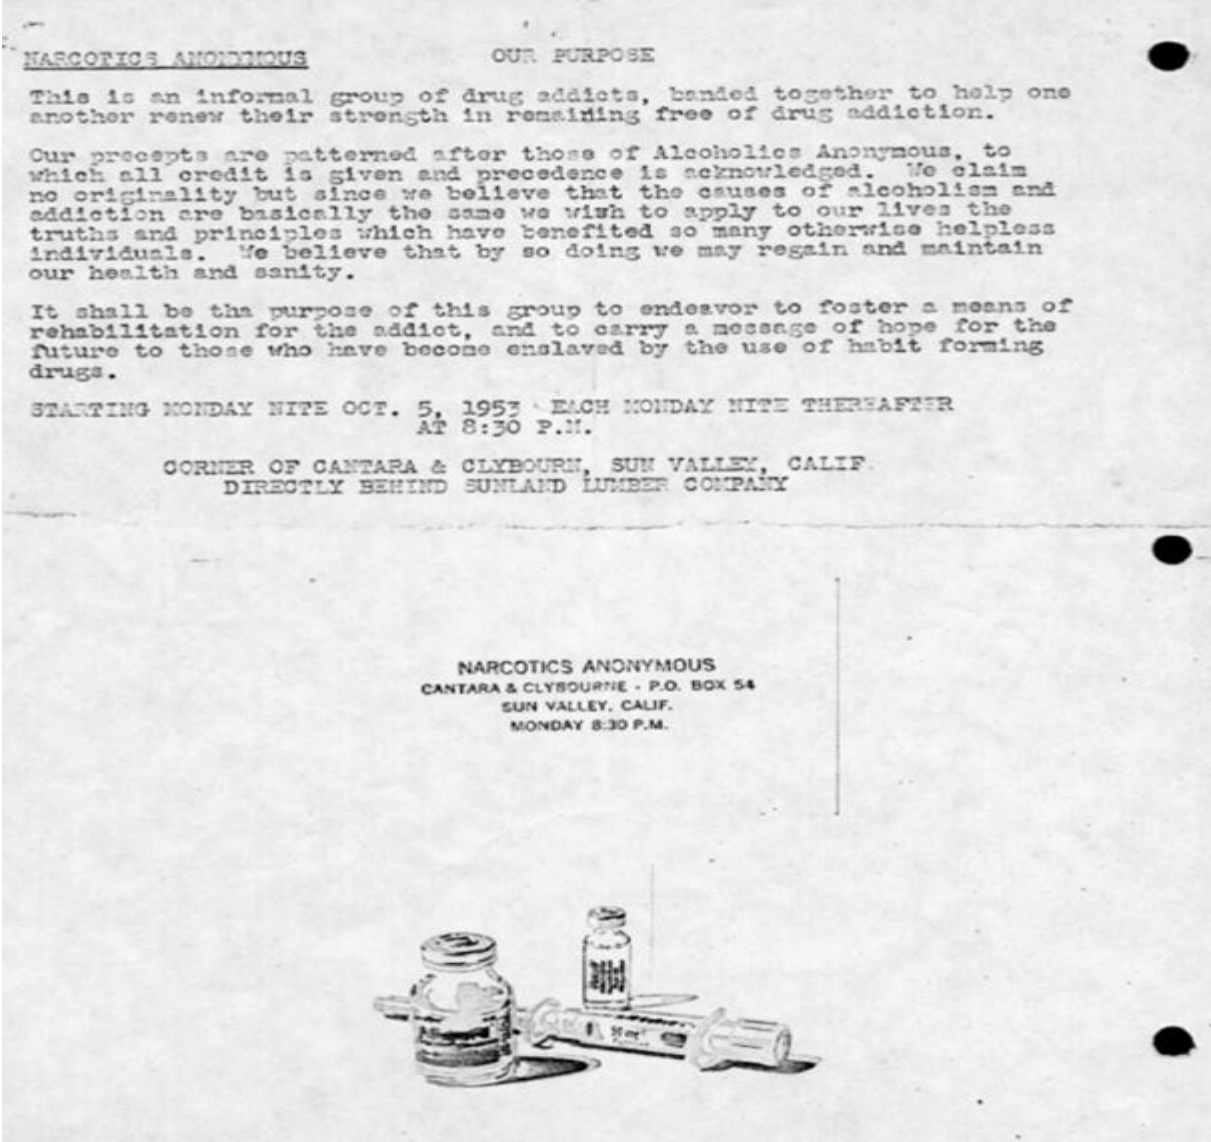 NARCOTICS ANONYMOUS OUR PURPOSE
This is an informal group of drug addicts, banded together to help one
another renew their strength in remaining free of drug addiction.
Our precepts are patterned after those of Alcoholics Anonymous, to
which all credit is given and precedence is acknowledged. We claim
no originality but since we believe that the causes of alcoholism and
addiction are basically the same we wish to apply to our lives the
truths and principles which have benefited so many otherwise helpless
individuals. We believe that by so doing we may regain and maintain
our health and sanity.
It shall be tha purpose of this group to endeavor to foster a means of
rehabilitation for the addict, and to carry a message of hope for the
future to those who have become enslaved by the use of habit forming
drugs.
STARTING MONDAY NITE OCT. 5, 1953 EACH MONDAY NITE THEREAFTER
AT 8:30 P.M.
CORNER OF CANTARA & CLYBOURN, SUN VALLEY, CALIF.
DIRECTLY BEHIND SUNLAND LUMBER COMPANY
NARCOTICS ANONYMOUS
CANTARA & CLYBOURNE - P.O. BOX 54
SUN VALLEY, CALIF.
MONDAY 8:30 P.M.